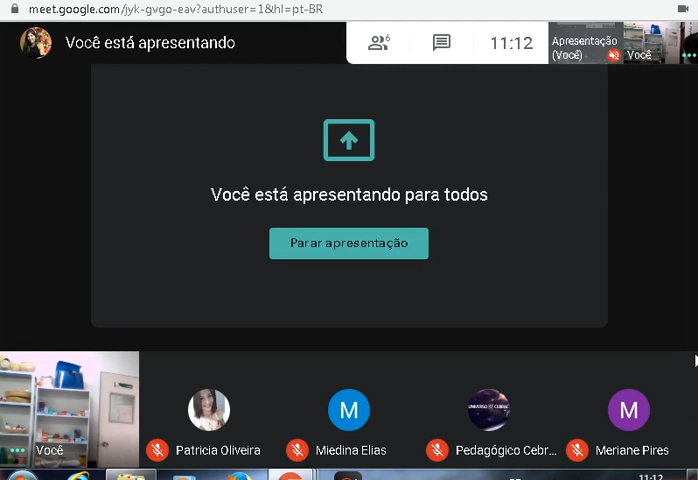 meet.google.com/jyk-gvgo-eav?authuser=1&hl=pt-BR
Você está apresentando
6
11:12
Apresentação
(Você)
Você
Você está apresentando para todos
Parar apresentação
Você
Patricia Oliveira
M
Miedina Elias
Pedagógico Cebr...
M
Meriane Pires
11:12